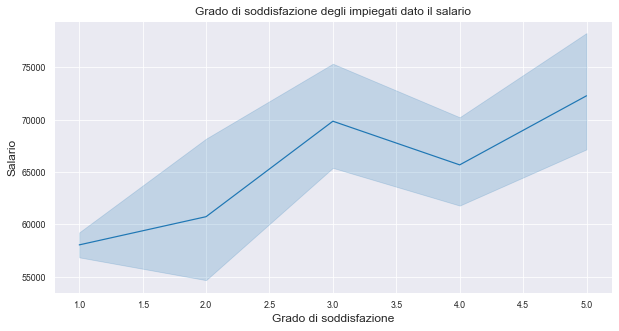 Grado di soddisfazione degli impiegati dato il salario
Salario
75000
70000
65000
60000
55000
1.0 1.5 2.0 2.5 3.0 3.5 4.0 4.5 5.0
Grado di soddisfazione